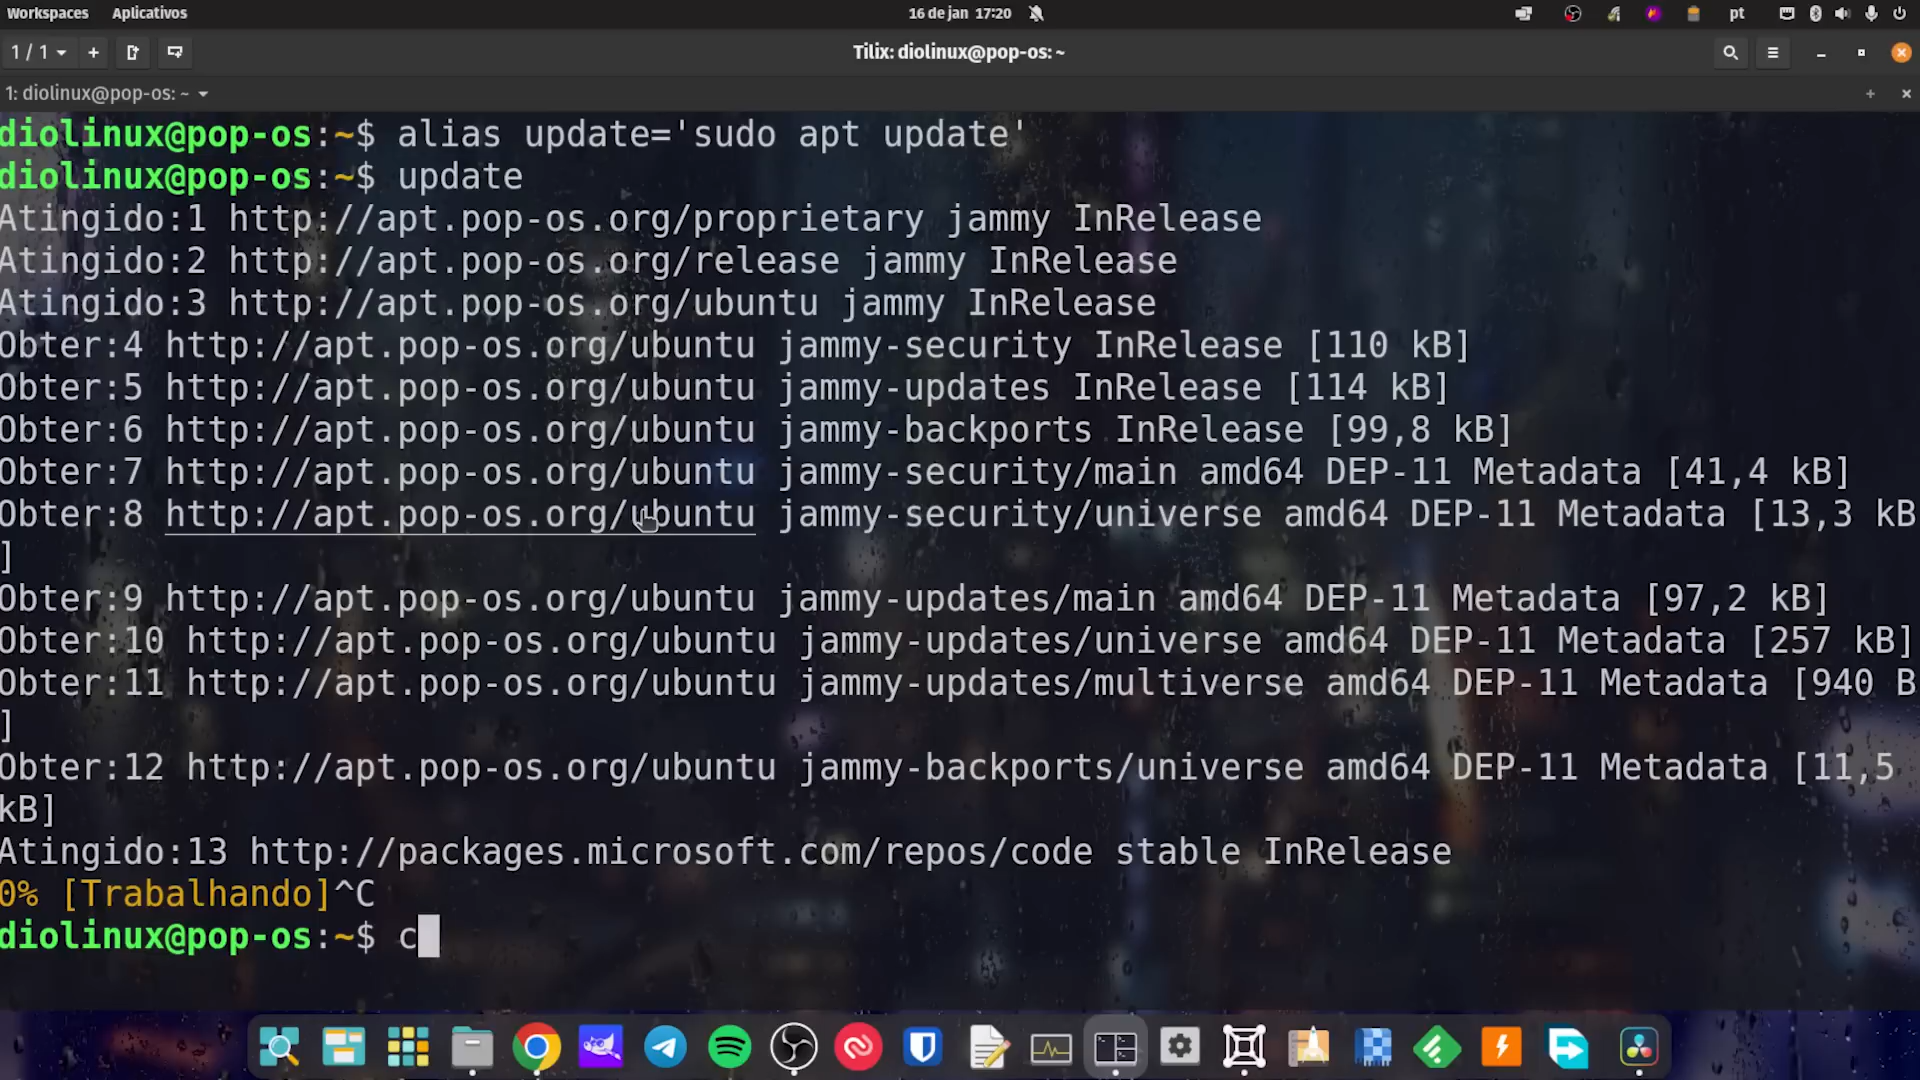 Workspaces Aplicativos 16 de jan 17:20 pt
1 / 1 Tilix: diolinux@pop-os: ~
1: diolinux@pop-os: ~
diolinux@pop-os:~$ alias update='sudo apt update'
diolinux@pop-os:~$ update
Atingido:1 http://apt.pop-os.org/proprietary jammy InRelease
Atingido:2 http://apt.pop-os.org/release jammy InRelease
Atingido:3 http://apt.pop-os.org/ubuntu jammy InRelease
Obter:4 http://apt.pop-os.org/ubuntu jammy-security InRelease [110 kB]
Obter:5 http://apt.pop-os.org/ubuntu jammy-updates InRelease [114 kB]
Obter:6 http://apt.pop-os.org/ubuntu jammy-backports InRelease [99,8 kB]
Obter:7 http://apt.pop-os.org/ubuntu jammy-security/main amd64 DEP-11 Metadata [41,4 kB]
Obter:8 http://apt.pop-os.org/ubuntu jammy-security/universe amd64 DEP-11 Metadata [13,3 kB
]
Obter:9 http://apt.pop-os.org/ubuntu jammy-updates/main amd64 DEP-11 Metadata [97,2 kB]
Obter:10 http://apt.pop-os.org/ubuntu jammy-updates/universe amd64 DEP-11 Metadata [257 kB]
Obter:11 http://apt.pop-os.org/ubuntu jammy-updates/multiverse amd64 DEP-11 Metadata [940 B
]
Obter:12 http://apt.pop-os.org/ubuntu jammy-backports/universe amd64 DEP-11 Metadata [11,5
kB]
Atingido:13 http://packages.microsoft.com/repos/code stable InRelease
0% [Trabalhando]^C
diolinux@pop-os:~$ c